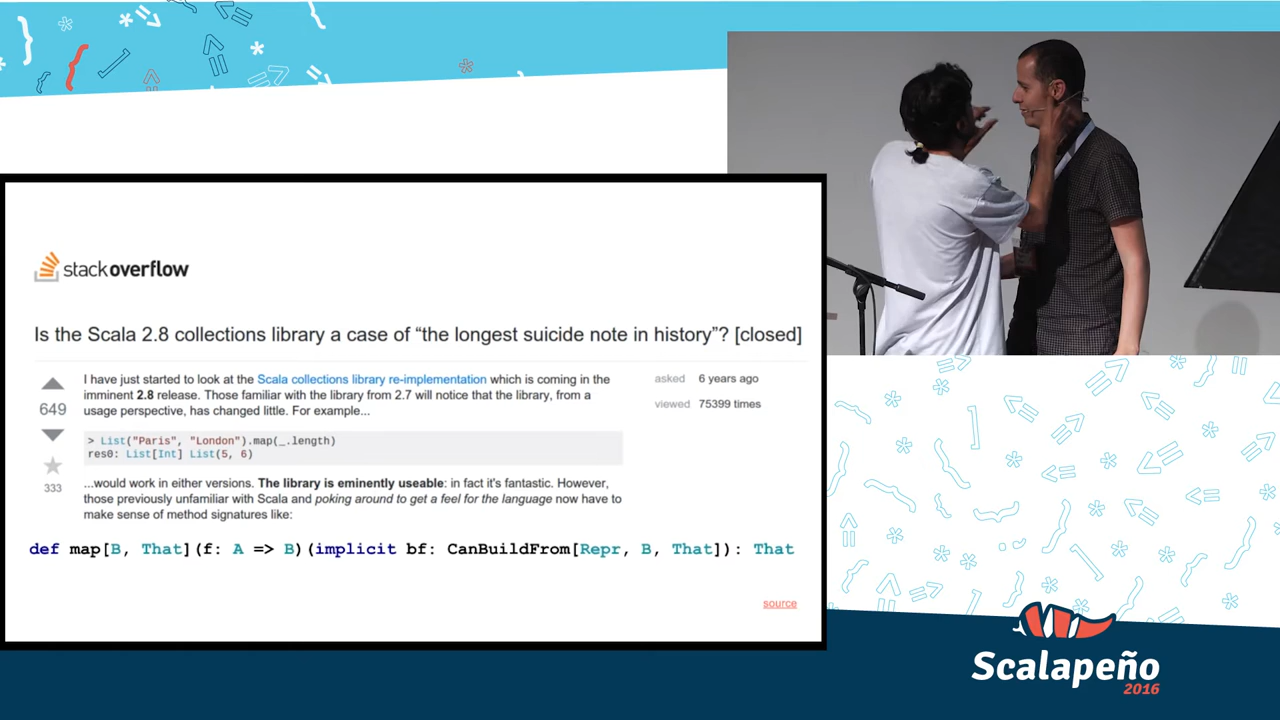 stackoverflow
Is the Scala 2.8 collections library a case of “the longest suicide note in history”? [closed]
I have just started to look at the Scala collections library re-implementation which is coming in the
imminent 2.8 release. Those familiar with the library from 2.7 will notice that the library, from a
usage perspective, has changed little. For example...
asked 6 years ago
viewed 75399 times
649
> List("Paris", "London").map(_.length)
res0: List[Int] List(5, 6)
333
...would work in either versions. The library is eminently useable: in fact it's fantastic. However,
those previously unfamiliar with Scala and poking around to get a feel for the language now have to
make sense of method signatures like:
def map[B, That](f: A => B)(implicit bf: CanBuildFrom[Repr, B, That]): That
source
Scalapeño
2016